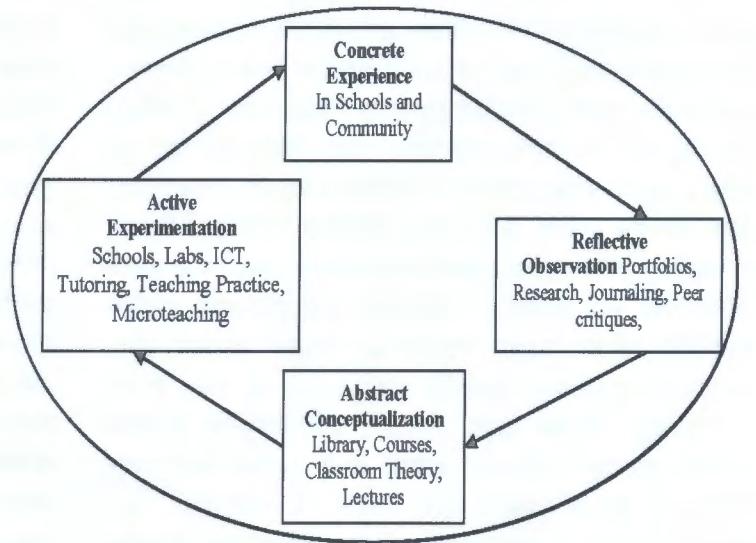 Concrete
Experience
In Schools and
Community
Active
Experimentation
Schools, Labs, ICT,
Tutoring, Teaching Practice,
Microteaching
Reflective
Observation Portfolios,
Research, Journaling, Peer
critiques,
Abstract
Conceptualization
Library, Courses,
Classroom Theory,
Lectures